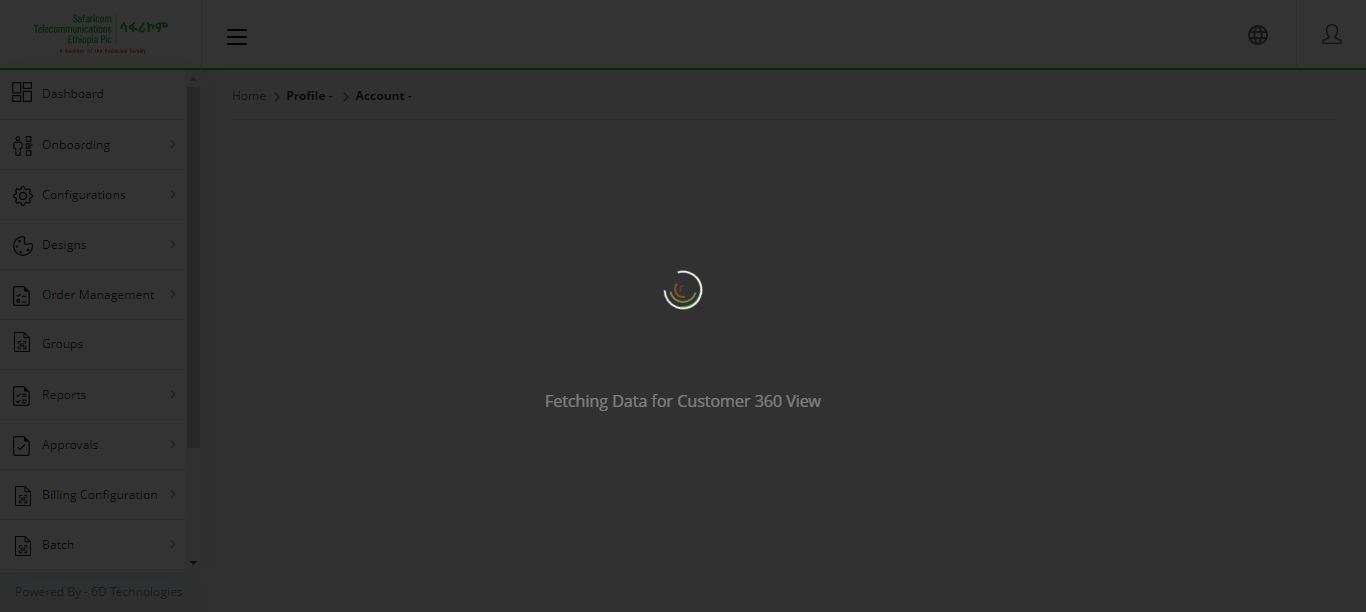 Safaricom
Telecommunications
Ethiopia Plc
ሳፋሪኮም
A member of the Vodacom family
Home > Profile - > Account -
Dashboard
Onboarding
Configurations
Designs
Order Management
Groups
Reports
Approvals
Billing Configuration
Batch
Fetching Data for Customer 360 View
Powered By - 6D Technologies